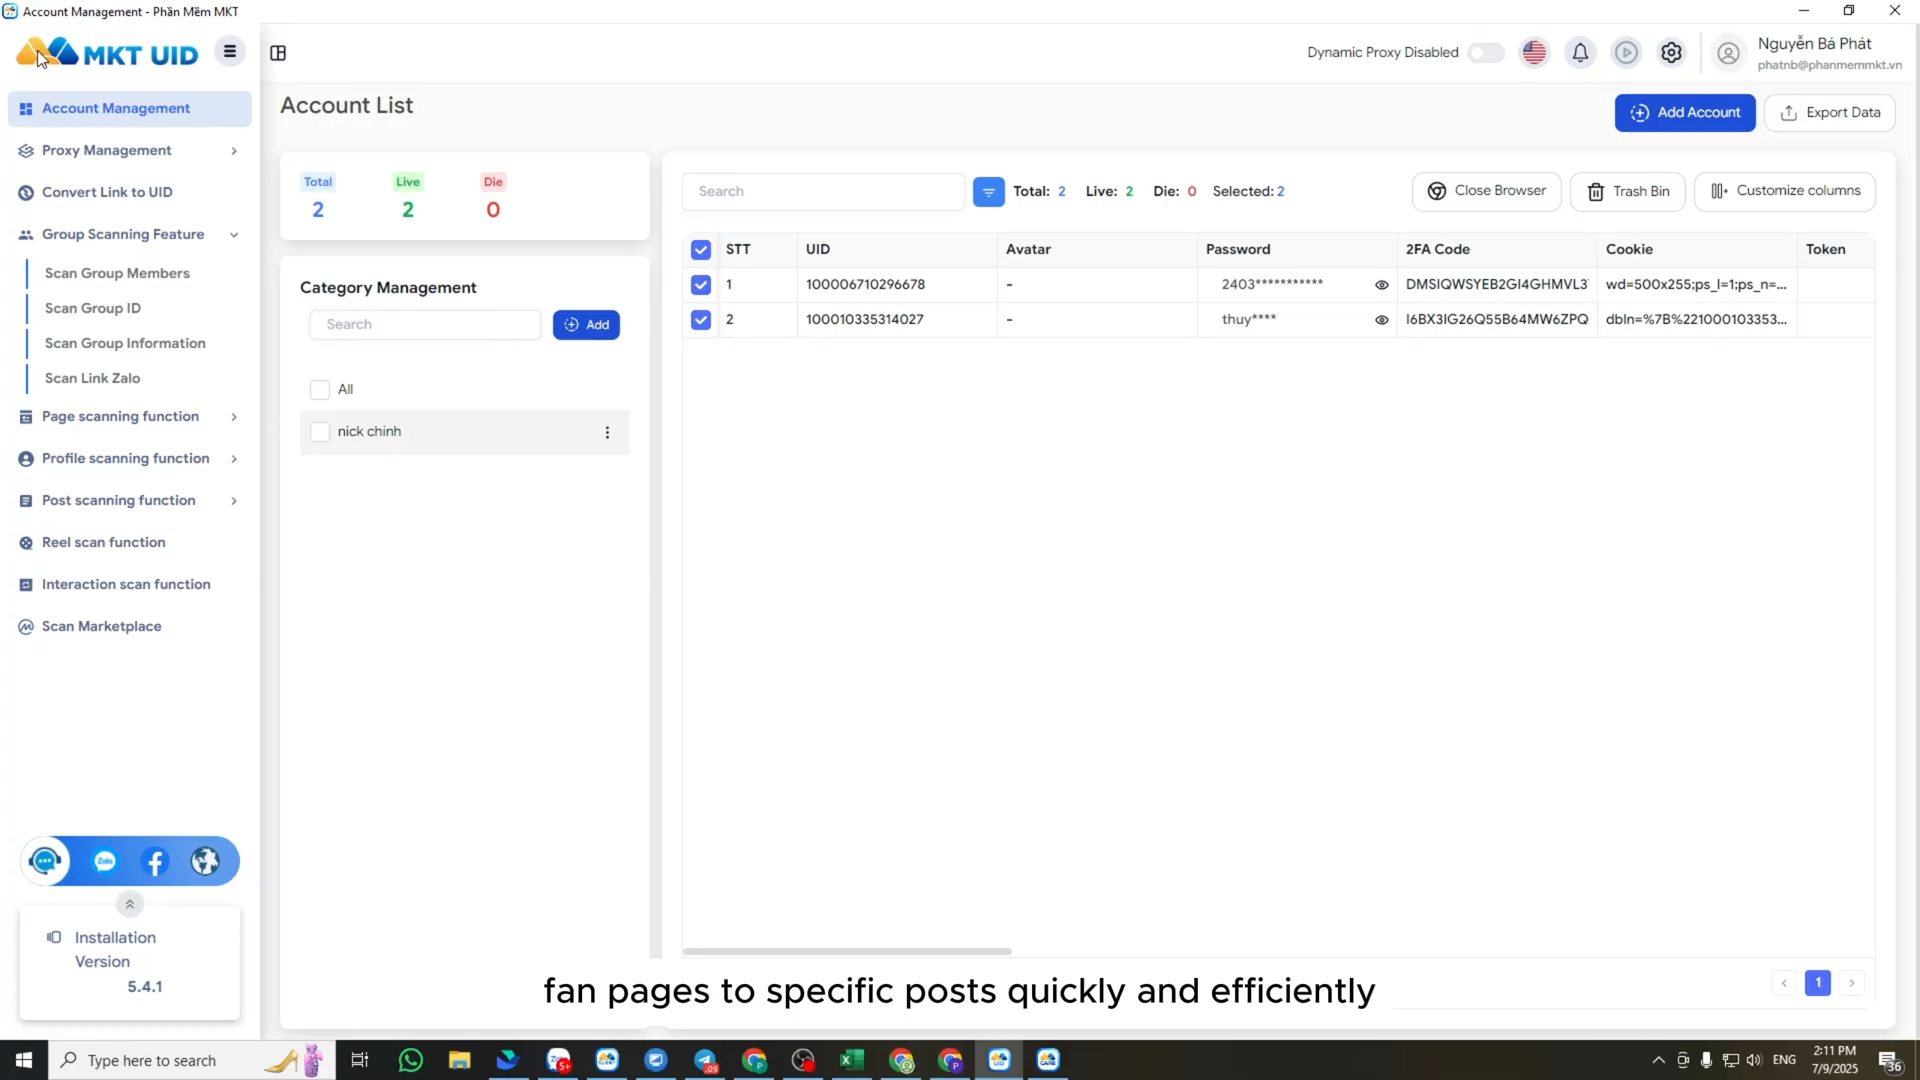 Account Management - Phần Mềm MKT
MKT UID
Dynamic Proxy Disabled
Nguyễn Bá Phát
phatnb@phanmemmkt.vn
Account Management
Proxy Management
Convert Link to UID
Group Scanning Feature
Scan Group Members
Scan Group ID
Scan Group Information
Scan Link Zalo
Page scanning function
Profile scanning function
Post scanning function
Reel scan function
Interaction scan function
Scan Marketplace
Zalo
Installation
Version
5.4.1
Account List
Add Account
Export Data
Total Live Die
2 2 0
Category Management
Search
Add
All
nick chinh
Search
Total: 2 Live: 2 Die: 0 Selected: 2
Close Browser
Trash Bin
Customize columns
STT UID Avatar Password 2FA Code Cookie Token
1 100006710296678 - 2403*********** DMSIQWSYEB2GI4GHMVL3 wd=500x255;ps_l=1;ps_n=...
2 100010335314027 - thuy**** I6BX3IG26Q55B64MW6ZPQ dbln=%7B%221000103353...
1
fan pages to specific posts quickly and efficiently
Type here to search
ENG
2:11 PM
7/9/2025
36